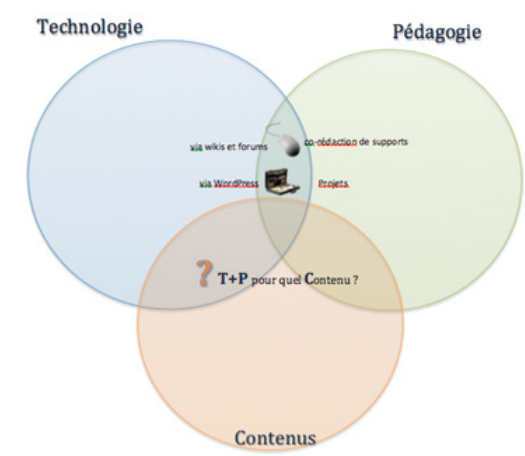 Technologie
Pédagogie
via wikis et forums
co-rédaction de supports
via WordPress
Projets
? T+P pour quel Contenu ?
Contenus